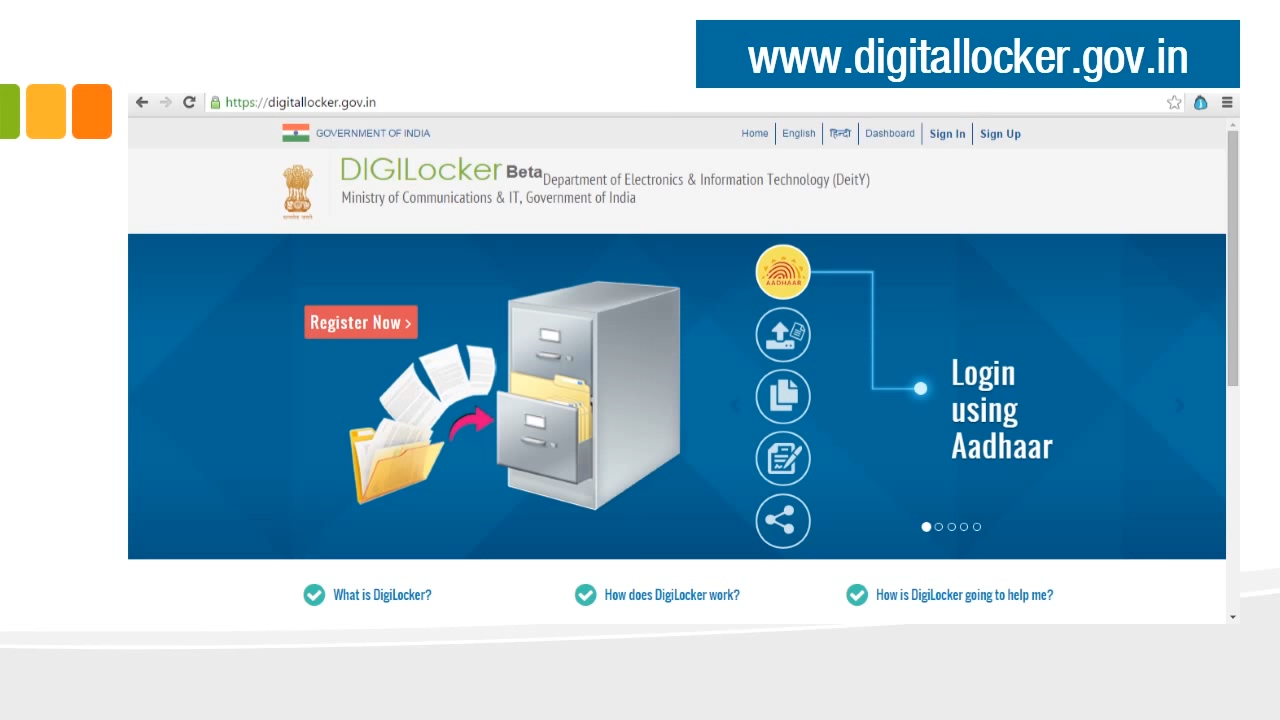 www.digitallocker.gov.in
https://digitallocker.gov.in
GOVERNMENT OF INDIA
Home English हिन्दी Dashboard Sign In Sign Up
DIGILocker Beta Department of Electronics & Information Technology (DeitY)
Ministry of Communications & IT, Government of India
AADHAAR
Register Now >
Login
using
Aadhaar
What is DigiLocker? How does DigiLocker work? How is DigiLocker going to help me?